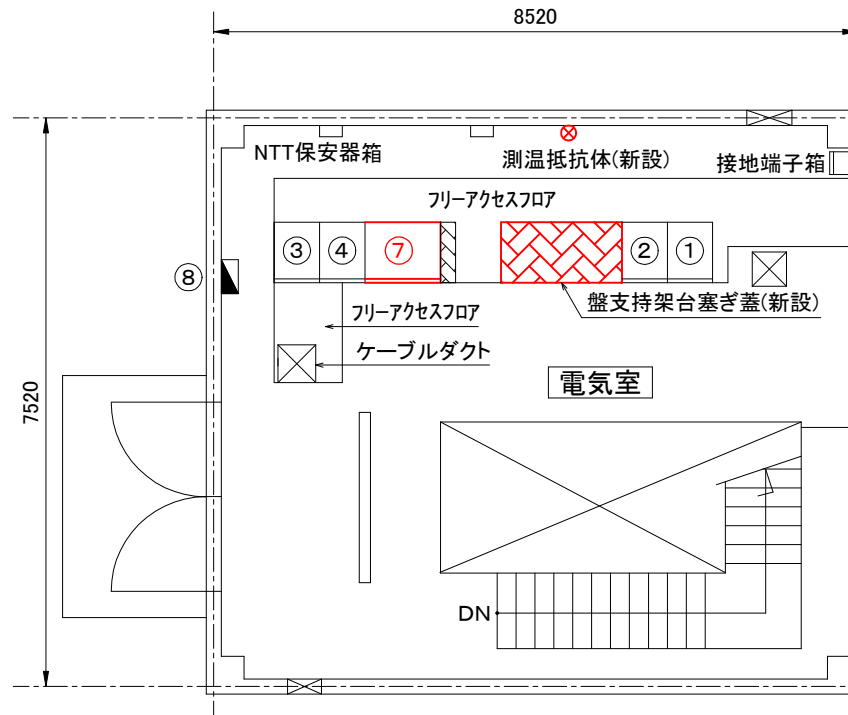 8520
NTT保安器箱
測温抵抗体(新設)
接地端子箱
フリーアクセスフロア
③
④
⑦
②
①
⑧
盤支持架台塞ぎ蓋(新設)
フリーアクセスフロア
ケーブルダクト
電気室
7520
DN